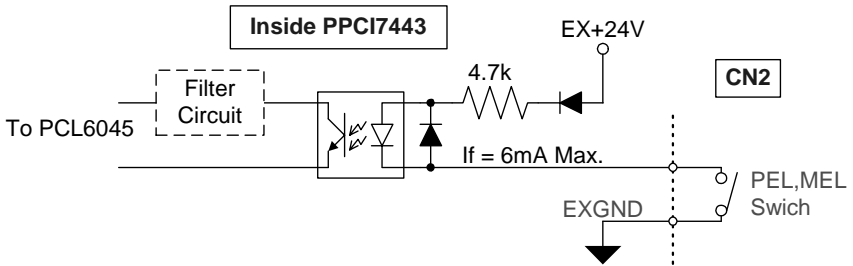 Inside PPCI7443
EX+24V
4.7k
CN2
Filter
Circuit
To PCL6045
If = 6mA Max.
PEL,MEL
Swich
EXGND